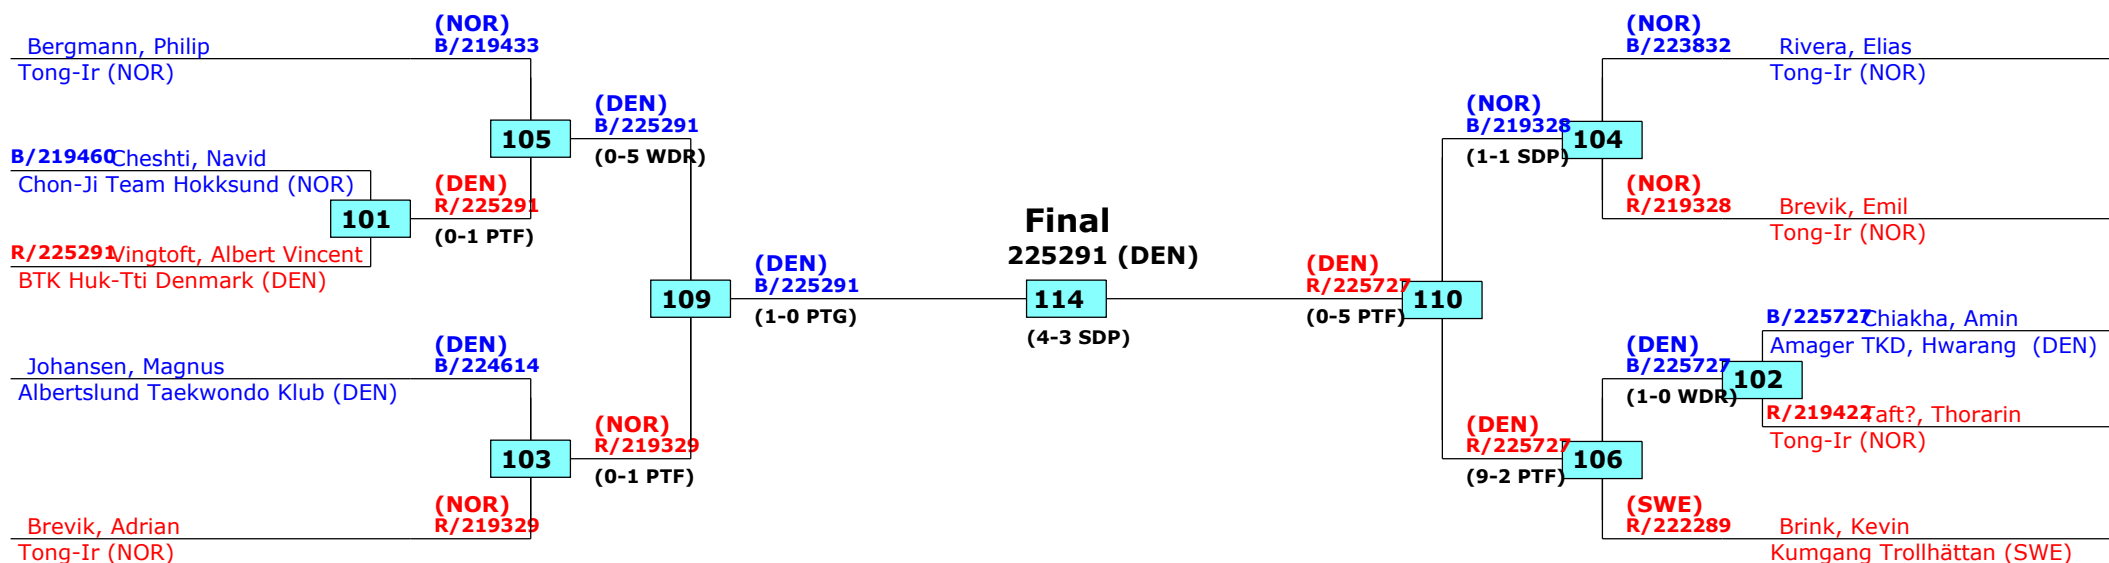 (NOR)
B/219433
Bergmann, Philip
Tong-Ir (NOR)
105
(DEN)
B/225291
(0-5 WDR)
B/219460 Cheshti, Navid
Chon-Ji Team Hokksund (NOR)
101
(DEN)
R/225291
(0-1 PTF)
R/225291 Vingtoft, Albert Vincent
BTK Huk-Tti Denmark (DEN)
109
(DEN)
B/225291
(1-0 PTG)
(DEN)
B/224614
Johansen, Magnus
Albertslund Taekwondo Klub (DEN)
103
(NOR)
R/219329
(0-1 PTF)
(NOR)
R/219329
Brevik, Adrian
Tong-Ir (NOR)
Final
225291 (DEN)
114
(4-3 SDP)
(DEN)
R/225727
(0-5 PTF)
110
(NOR)
B/219328
(1-1 SDP)
104
(NOR)
B/223832
Rivera, Elias
Tong-Ir (NOR)
(NOR)
R/219328
Brevik, Emil
Tong-Ir (NOR)
(DEN)
B/225727
(1-0 WDR)
102
B/225727 Chiakha, Amin
Amager TKD, Hwarang (DEN)
R/219422 Taft?, Thorarin
Tong-Ir (NOR)
(DEN)
R/225727
(9-2 PTF)
106
(SWE)
R/222289
Brink, Kevin
Kumgang Trollhättan (SWE)